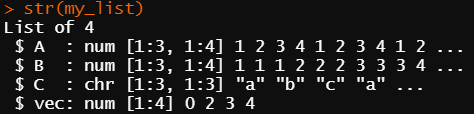 > str(my_list)
List of 4
 $ A  : num [1:3, 1:4] 1 2 3 4 1 2 3 4 1 2 ...
 $ B  : num [1:3, 1:4] 1 1 1 2 2 2 3 3 3 4 ...
 $ C  : chr [1:3, 1:3] "a" "b" "c" "a" ...
 $ vec: num [1:4] 0 2 3 4